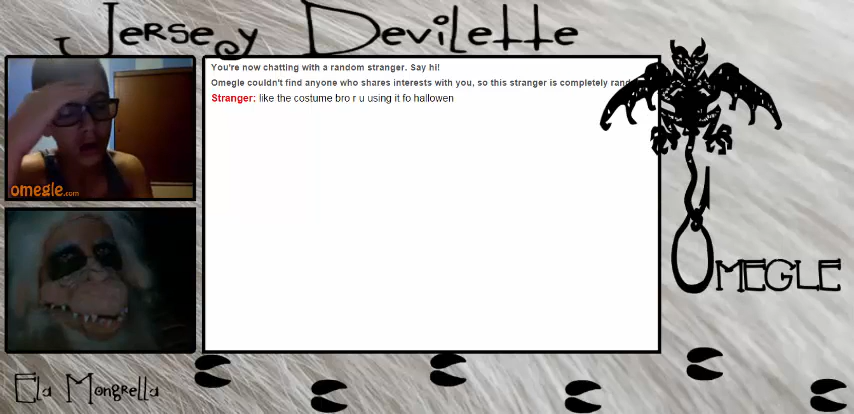 Jersey Devilette
You're now chatting with a random stranger. Say hi!
Omegle couldn't find anyone who shares interests with you, so this stranger is completely rand
Stranger: like the costume bro r u using it fo hallowen
omegle.com
Omegle
Ela Mongrella